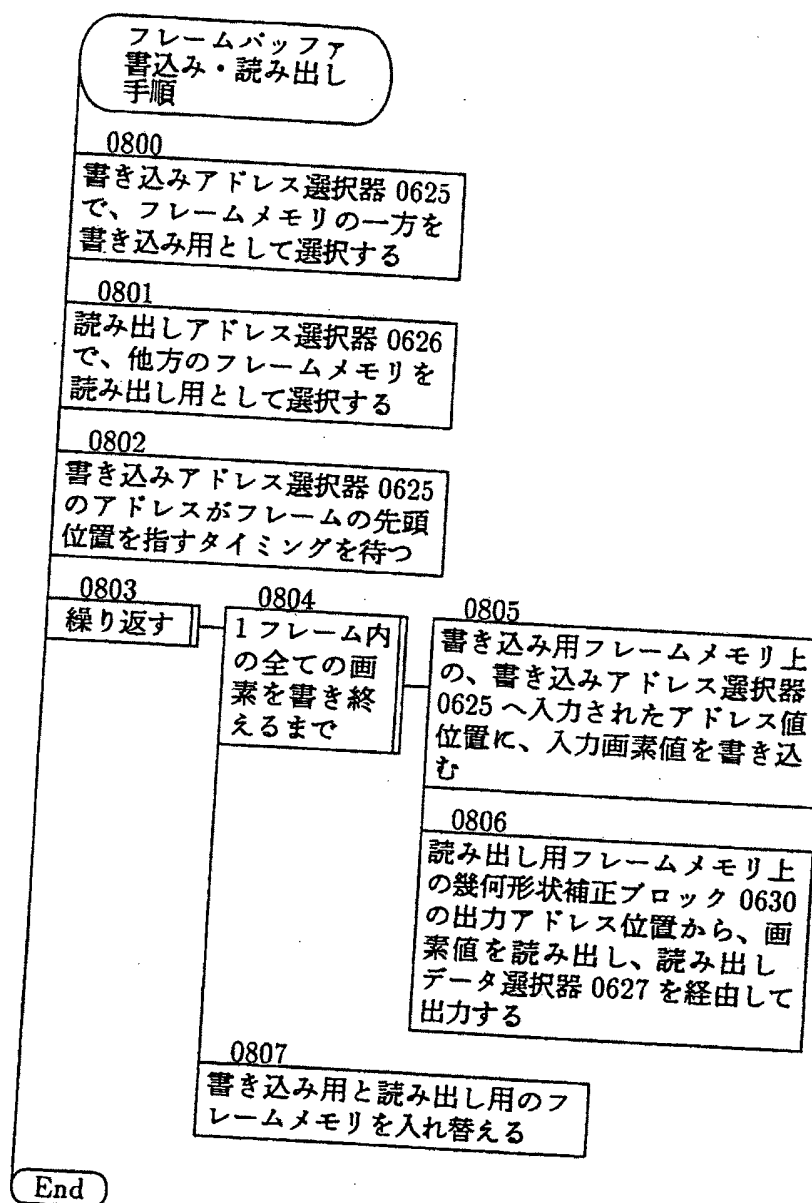 フレームバッファ
書込み・読み出し
手順
0800
書き込みアドレス選択器 0625
で、フレームメモリの一方を
書き込み用として選択する
0801
読み出しアドレス選択器 0626
で、他方のフレームメモリを
読み出し用として選択する
0802
書き込みアドレス選択器 0625
のアドレスがフレームの先頭
位置を指すタイミングを待つ
0803
繰り返す
0804
1フレーム内
の全ての画
素を書き終
えるまで
0805
書き込み用フレームメモリ上
の、書き込みアドレス選択器
0625 へ入力されたアドレス値
位置に、入力画素値を書き込
む
0806
読み出し用フレームメモリ上
の幾何形状補正ブロック 0630
の出力アドレス位置から、画
素値を読み出し、読み出し
データ選択器 0627 を経由して
出力する
0807
書き込み用と読み出し用のフ
レームメモリを入れ替える
End